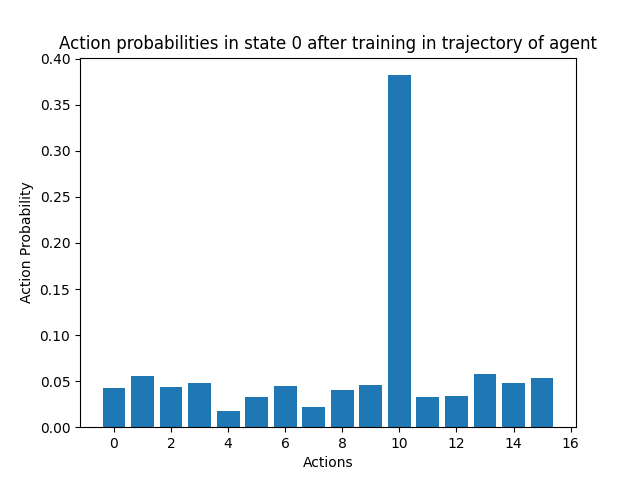 Action probabilities in state 0 after training in trajectory of agent
0.40
0.35
0.30
0.25
0.20
0.15
0.10
0.05
0.00
Action Probability
0 2 4 6 8 10 12 14 16
Actions